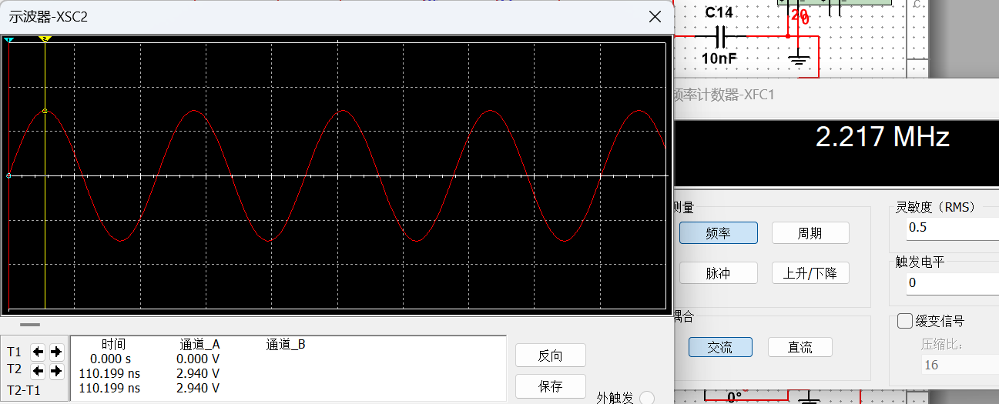 示波器-XSC2
C14
20
0
10nF
频率计数器-XFC1
2.217 MHz
测量
频率
周期
脉冲
上升/下降
灵敏度（RMS）
0.5
触发电平
0
耦合
交流
直流
缓变信号
压缩比：
16
时间 通道_A 通道_B
T1 0.000 s 0.000 V
T2 110.199 ns 2.940 V
T2-T1 110.199 ns 2.940 V
反向
保存
外触发
0°